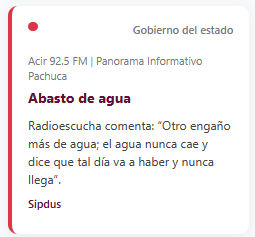 Gobierno del estado
Acir 92.5 FM | Panorama Informativo
Pachuca
Abasto de agua
Radioescucha comenta: “Otro engaño
más de agua; el agua nunca cae y
dice que tal día va a haber y nunca
llega”.
Sipdus